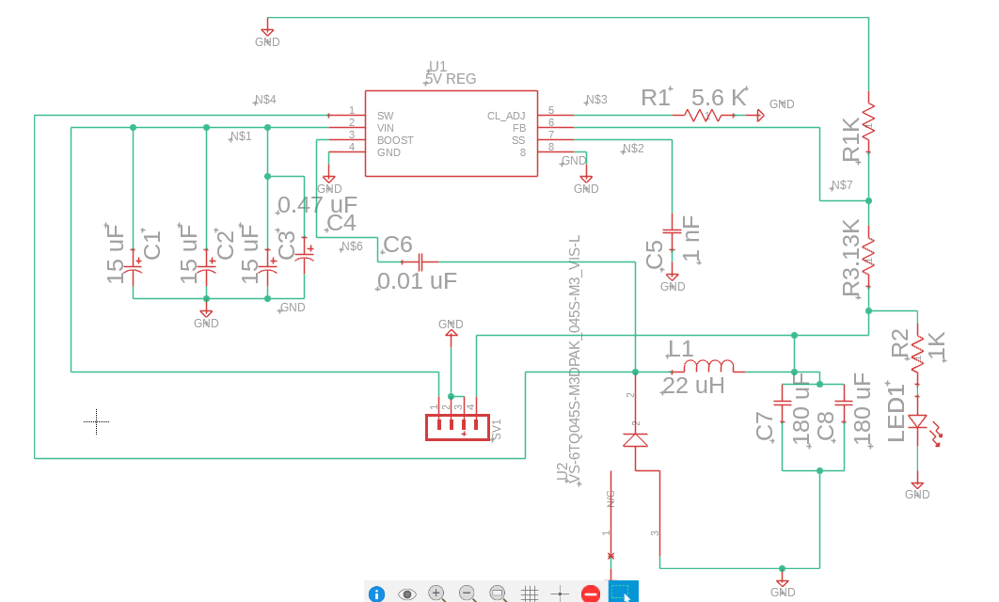 GND
U1
5V REG
N$4
N$1
1 SW
2 VIN
3 BOOST
4 GND
CL_ADJ 5
FB 6
SS 7
8 8
N$3
R1 5.6 K
GND
N$2
GND
GND
GND
R1K
1
1
N$7
0.47 uF
C4
15 uF
C1
15 uF
C2
15 uF
C3
N$6
C6
0.01 uF
C5
1 nF
GND
R3.13K
1
GND
GND
GND
1
2
3
4
SV1
VS-6TQ045S-M3DPAK_045S-M3_VIS-L
U2
L1
22 uH
2
2
N/C
1
3
C7
180 uF
C8
180 uF
R2
1K
1
LED1
GND
GND